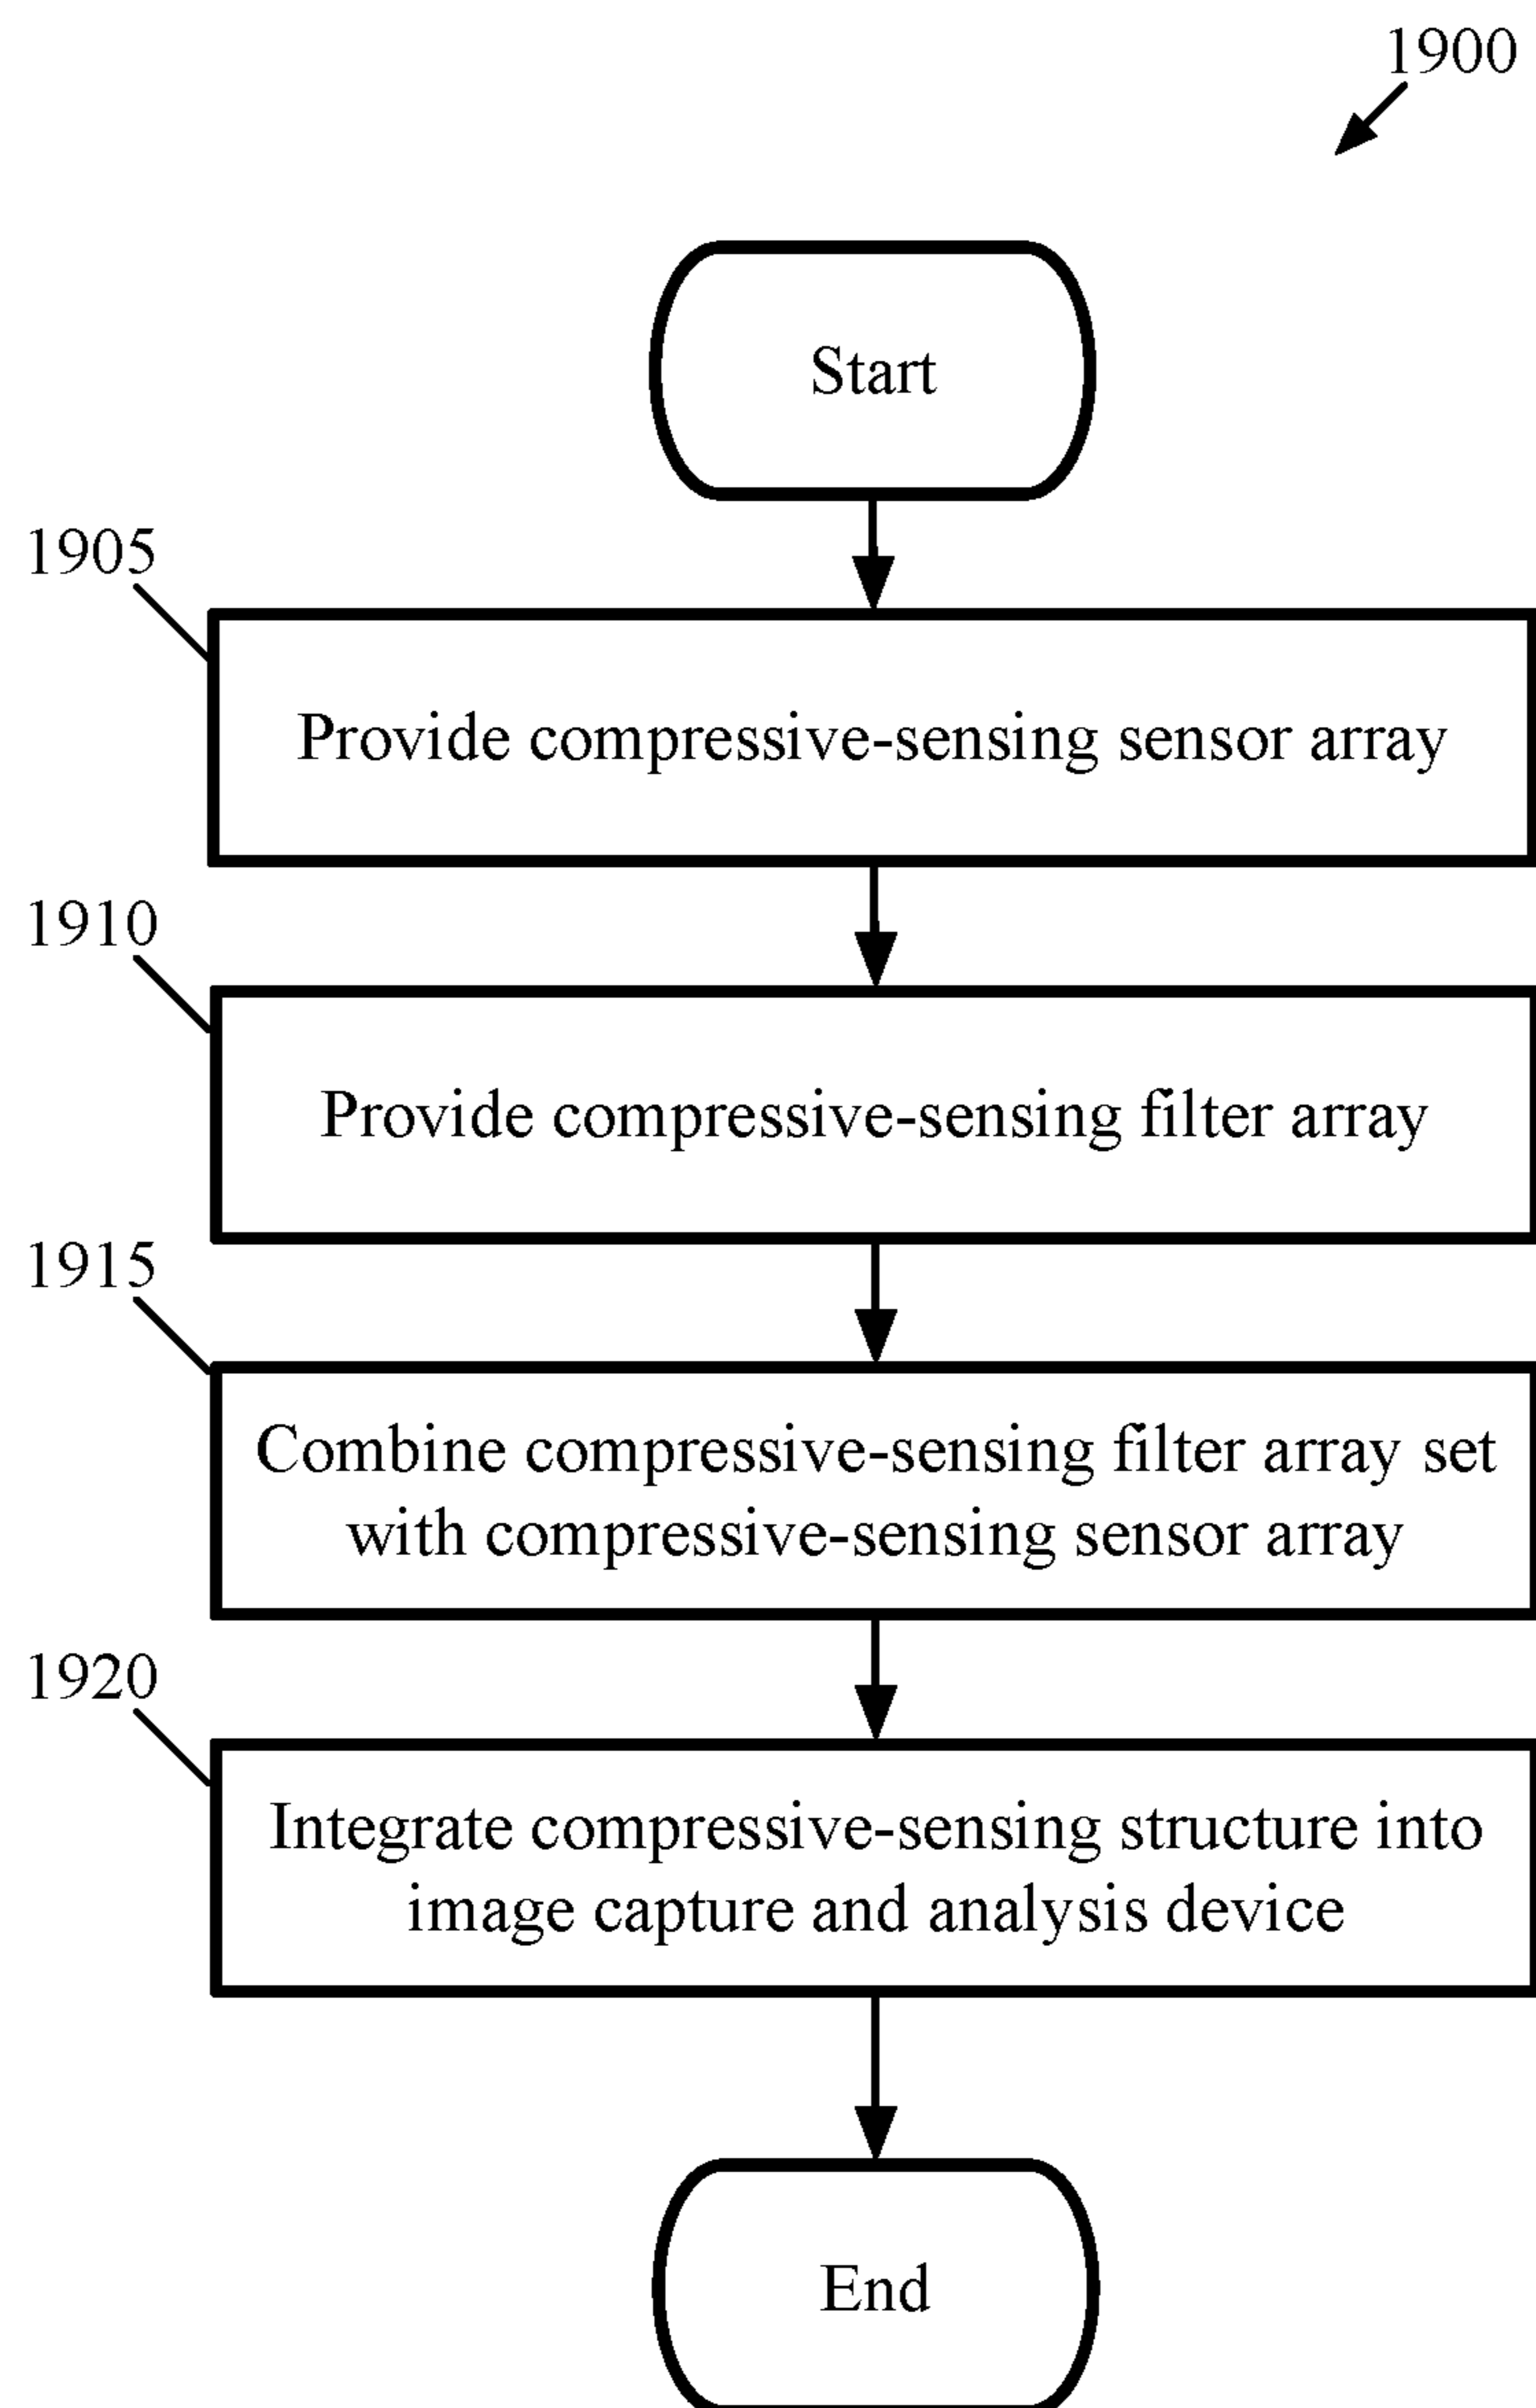 1900
Start
1905
Provide compressive-sensing sensor array
1910
Provide compressive-sensing filter array
1915
Combine compressive-sensing filter array set
with compressive-sensing sensor array
1920
Integrate compressive-sensing structure into
image capture and analysis device
End